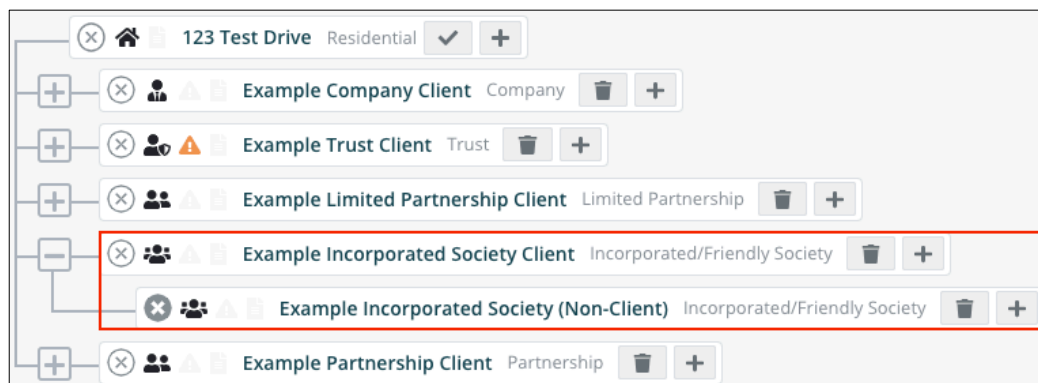 123 Test Drive Residential
Example Company Client Company
Example Trust Client Trust
Example Limited Partnership Client Limited Partnership
Example Incorporated Society Client Incorporated/Friendly Society
Example Incorporated Society (Non-Client) Incorporated/Friendly Society
Example Partnership Client Partnership